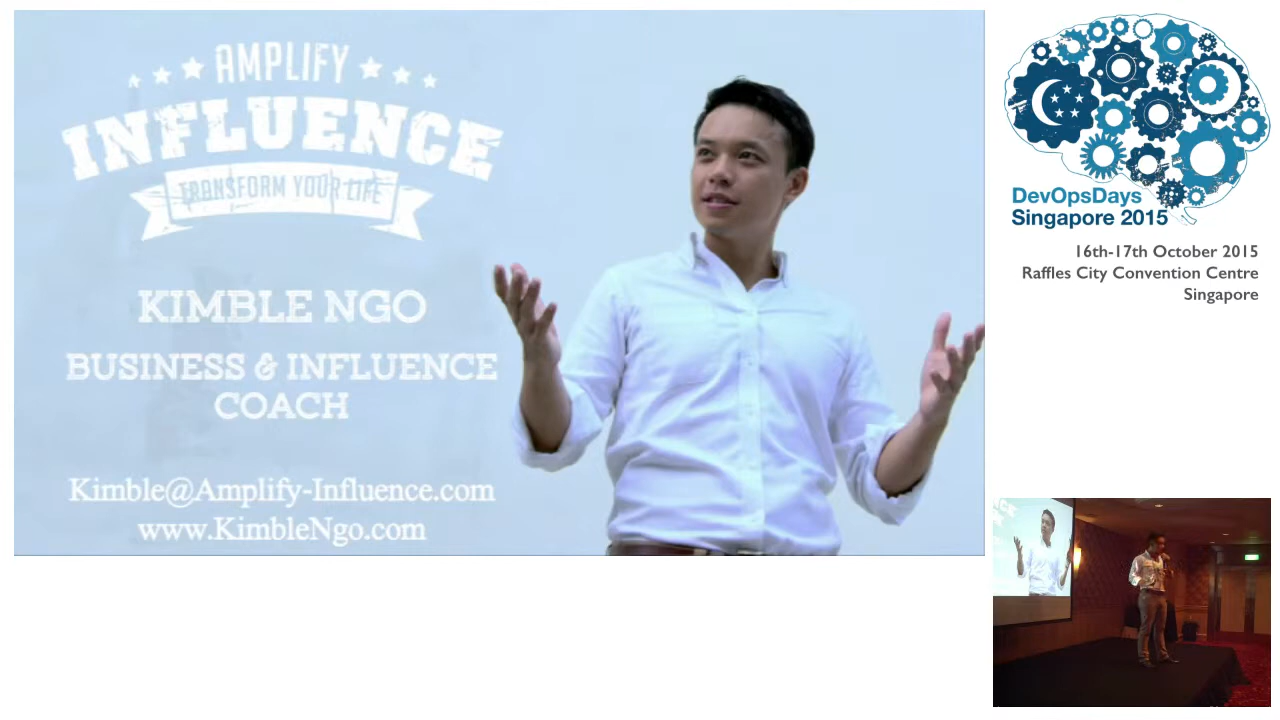 AMPLIFY
INFLUENCE
TRANSFORM YOUR LIFE
KIMBLE NGO
BUSINESS & INFLUENCE
COACH
Kimble@Amplify-Influence.com
www.KimbleNgo.com
DevOpsDays
Singapore 2015
16th-17th October 2015
Raffles City Convention Centre
Singapore